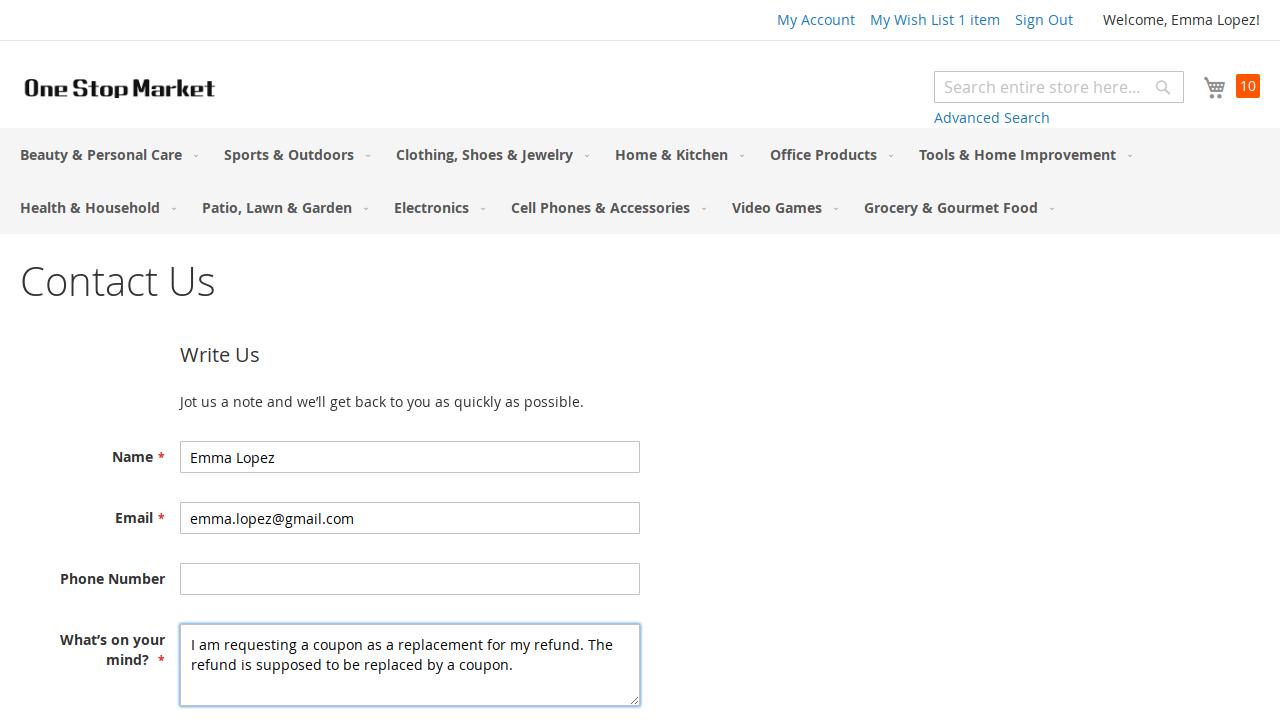 My Account My Wish List 1 item Sign Out Welcome, Emma Lopez!
One Stop Market
Search entire store here...
10
Advanced Search
Beauty & Personal Care Sports & Outdoors Clothing, Shoes & Jewelry Home & Kitchen Office Products Tools & Home Improvement
Health & Household Patio, Lawn & Garden Electronics Cell Phones & Accessories Video Games Grocery & Gourmet Food
Contact Us
Write Us
Jot us a note and we’ll get back to you as quickly as possible.
Name * Emma Lopez
Email * emma.lopez@gmail.com
Phone Number
What’s on your mind? *
I am requesting a coupon as a replacement for my refund. The
refund is supposed to be replaced by a coupon.